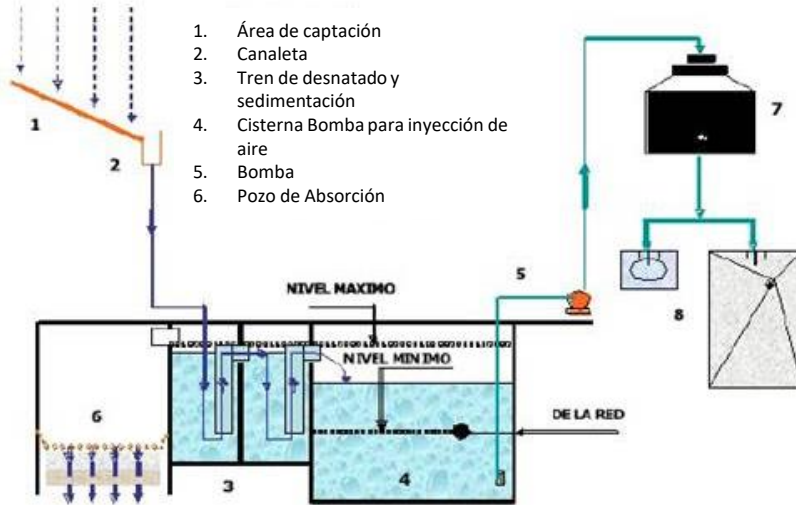 1. Área de captación
2. Canaleta
3. Tren de desnatado y
sedimentación
4. Cisterna Bomba para inyección de
aire
5. Bomba
6. Pozo de Absorción
1
2
7
5
8
NIVEL MAXIMO
NIVEL MINIMO
DE LA RED
6
3
4